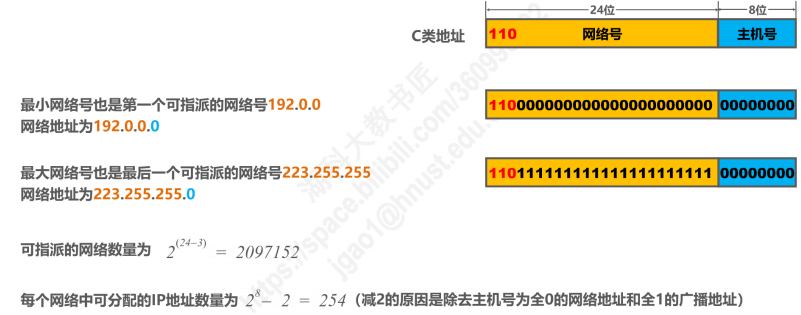 24位 8位
C类地址 110 网络号 主机号
最小网络号也是第一个可指派的网络号192.0.0
网络地址为192.0.0.0
110000000000000000000000 00000000
最大网络号也是最后一个可指派的网络号223.255.255
网络地址为223.255.255.0
110111111111111111111111 00000000
可指派的网络数量为 2^(24−3) = 2097152
每个网络中可分配的IP地址数量为 2^8 − 2 = 254（减2的原因是除去主机号为全0的网络地址和全1的广播地址）
湖科大教书匠
jgao1@hnust.edu.